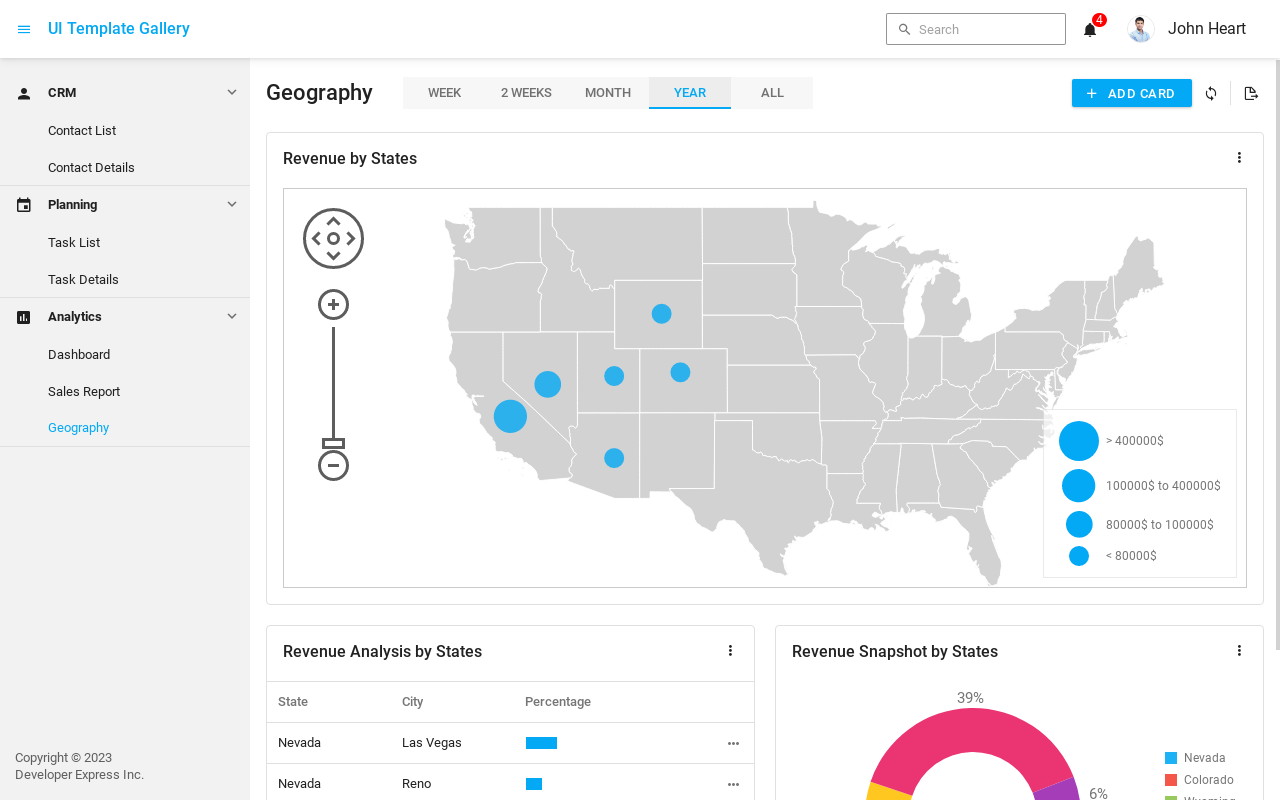 UI Template Gallery
Search
4
John Heart
CRM
Contact List
Contact Details
Planning
Task List
Task Details
Analytics
Dashboard
Sales Report
Geography
Copyright © 2023
Developer Express Inc.
Geography
WEEK
2 WEEKS
MONTH
YEAR
ALL
ADD CARD
Revenue by States
> 400000$
100000$ to 400000$
80000$ to 100000$
< 80000$
Revenue Analysis by States
State City Percentage
Nevada Las Vegas
Nevada Reno
Revenue Snapshot by States
39%
6%
Nevada
Colorado
Wyoming